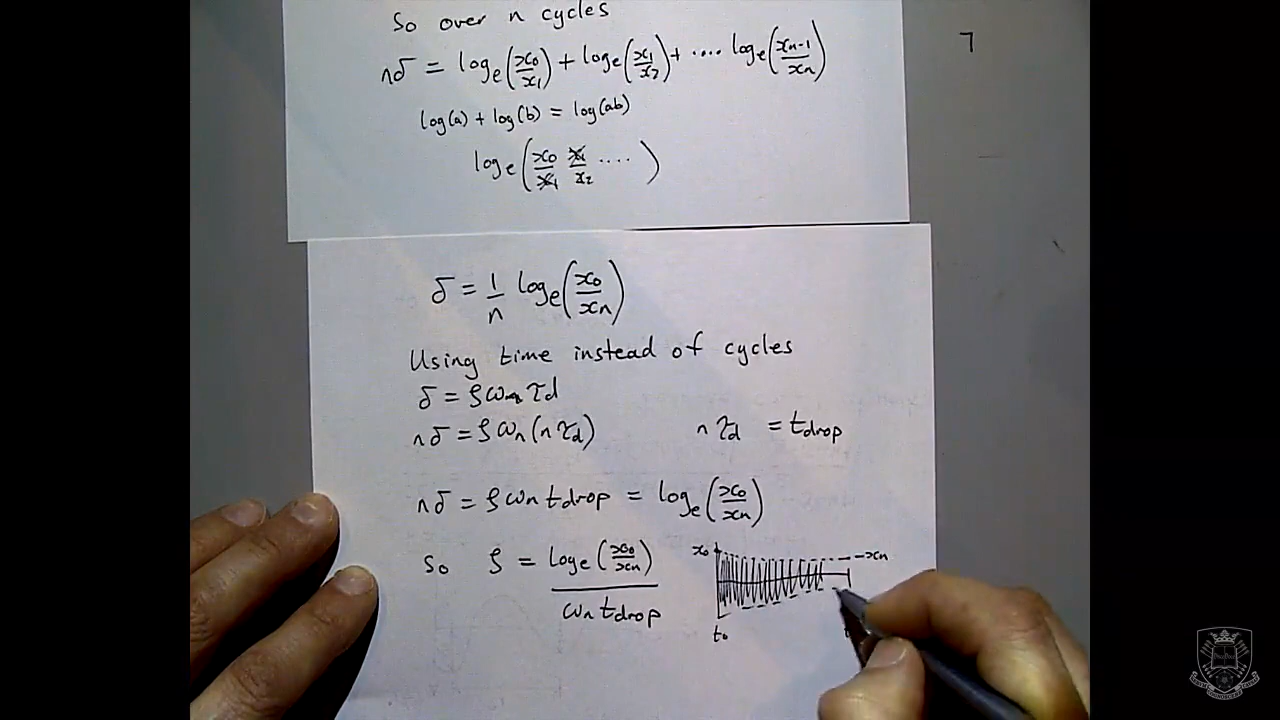 So over n cycles
7
nδ = logₑ(x₀/x₁) + logₑ(x₁/x₂) + .... logₑ(xₙ₋₁/xₙ)
log(a) + log(b) = log(ab)
logₑ(x₀/x₁ x₁/x₂ ....)
δ = 1/n logₑ(x₀/xₙ)
Using time instead of cycles
δ = ζωₙτd
nδ = ζωₙ(nτd) nτd = tdrop
nδ = ζωₙtdrop = logₑ(x₀/xₙ)
So ζ = logₑ(x₀/xₙ)/ωₙtdrop
x₀ xₙ
t₀